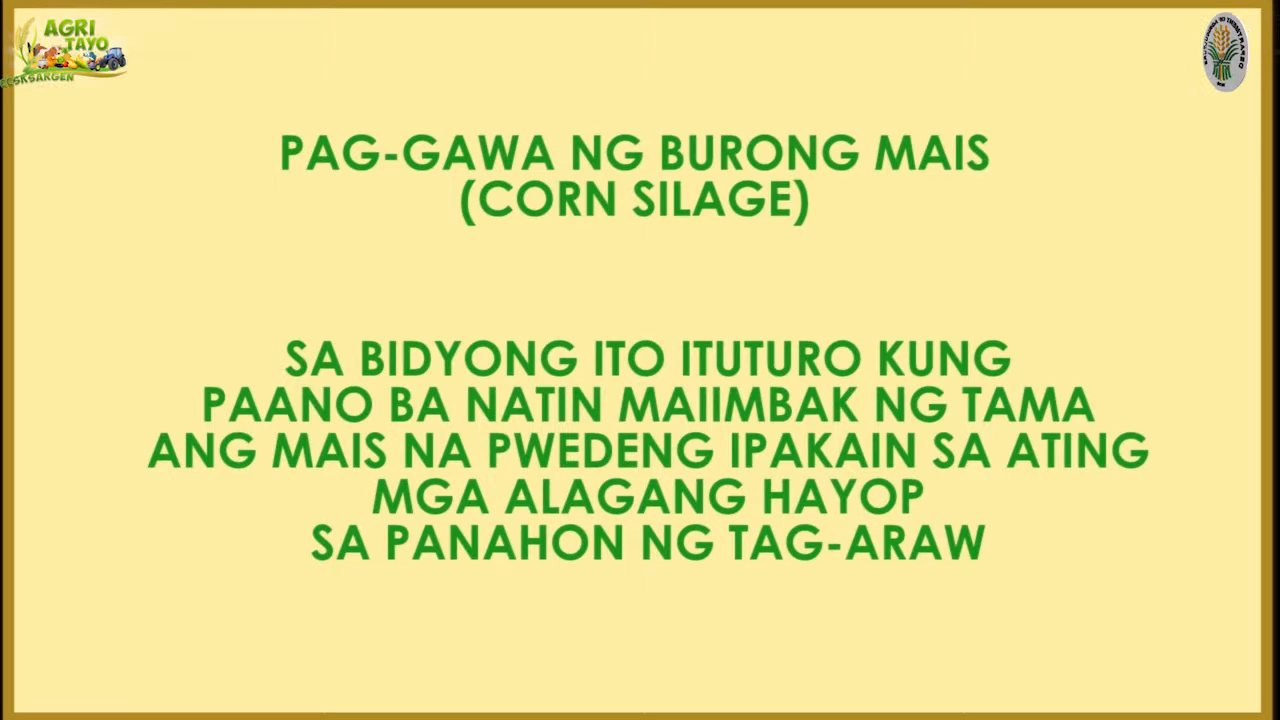 AGRI
TAYO
PAG-GAWA NG BURONG MAIS
(CORN SILAGE)
SA BIDYONG ITO ITUTURO KUNG
PAANO BA NATIN MAIIMBAK NG TAMA
ANG MAIS NA PWEDENG IPAKAIN SA ATING
MGA ALAGANG HAYOP
SA PANAHON NG TAG-ARAW